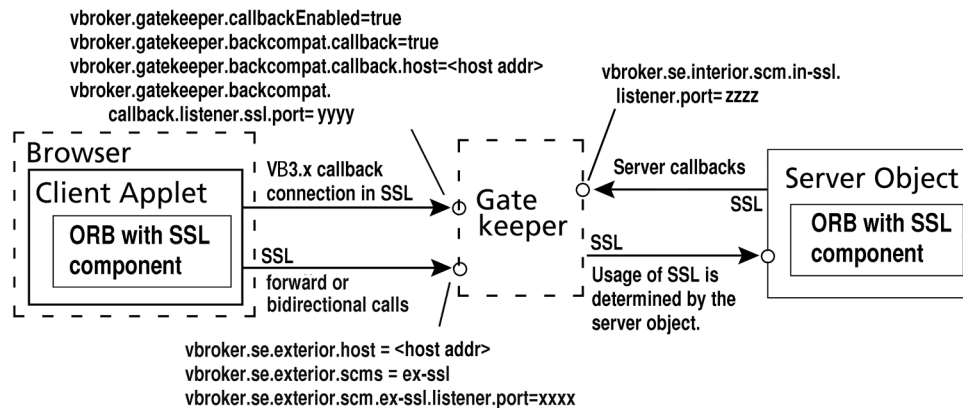 vbroker.gatekeeper.callbackEnabled=true
vbroker.gatekeeper.backcompat.callback=true
vbroker.gatekeeper.backcompat.callback.host=<host addr>
vbroker.gatekeeper.backcompat.
callback.listener.ssl.port= yyyy
vbroker.se.interior.scm.in-ssl.
listener.port= zzzz
Browser
Client Applet
ORB with SSL
component
VB3.x callback
connection in SSL
SSL
forward or
bidirectional calls
Gate
keeper
Server callbacks
SSL
SSL
Usage of SSL is
determined by the
server object.
Server Object
ORB with SSL
component
vbroker.se.exterior.host = <host addr>
vbroker.se.exterior.scms = ex-ssl
vbroker.se.exterior.scm.ex-ssl.listener.port=xxxx